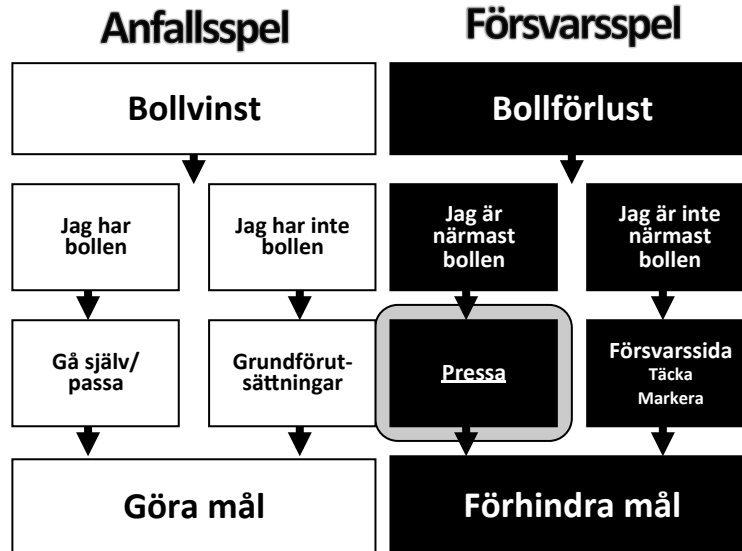 Anfallsspel
Försvarsspel
Bollvinst
Bollförlust
Jag har
bollen
Jag har inte
bollen
Jag är
närmast
bollen
Jag är inte
närmast
bollen
Gå själv/
passa
Grundförut-
sättningar
Pressa
Försvarssida
Täcka
Markera
Göra mål
Förhindra mål